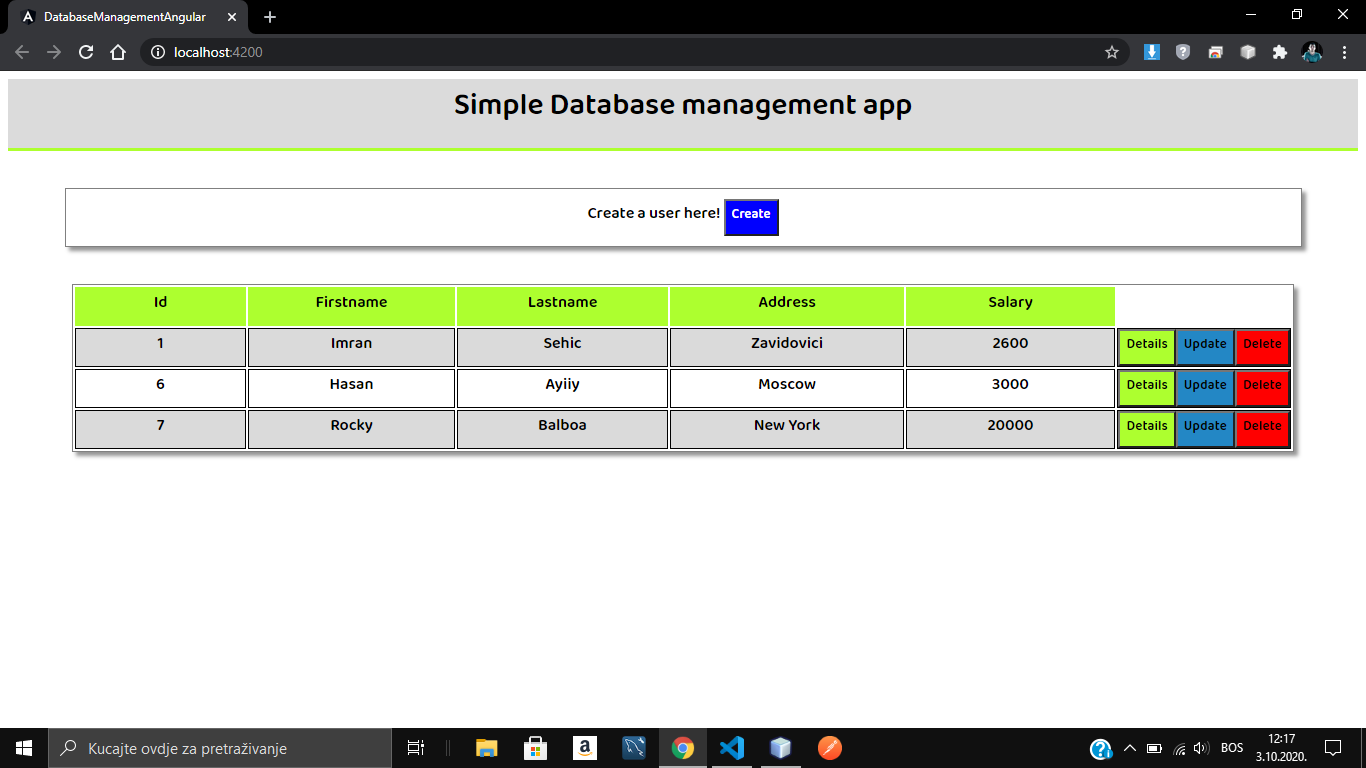 DatabaseManagementAngular
localhost:4200
Simple Database management app
Create a user here! Create
Id Firstname Lastname Address Salary
1 Imran Sehic Zavidovici 2600 Details Update Delete
6 Hasan Ayiiy Moscow 3000 Details Update Delete
7 Rocky Balboa New York 20000 Details Update Delete
Kucajte ovdje za pretraživanje
BOS
12:17
3.10.2020.